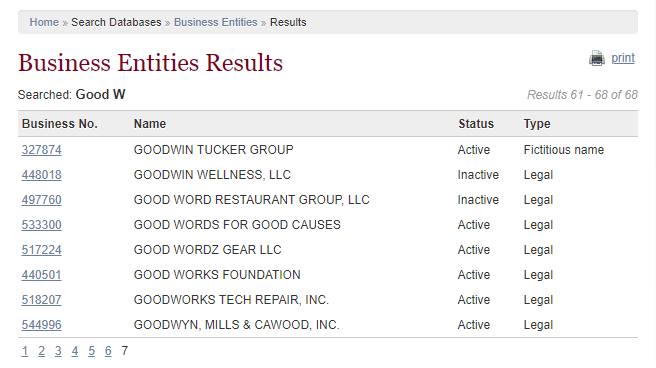 Home » Search Databases » Business Entities » Results
Business Entities Results
print
Searched: Good W
Results 61 - 68 of 68
Business No. Name Status Type
327874 GOODWIN TUCKER GROUP Active Fictitious name
448018 GOODWIN WELLNESS, LLC Inactive Legal
497760 GOOD WORD RESTAURANT GROUP, LLC Inactive Legal
533300 GOOD WORDS FOR GOOD CAUSES Active Legal
517224 GOOD WORDZ GEAR LLC Active Legal
440501 GOOD WORKS FOUNDATION Active Legal
518207 GOODWORKS TECH REPAIR, INC. Active Legal
544996 GOODWYN, MILLS & CAWOOD, INC. Active Legal
1 2 3 4 5 6 7